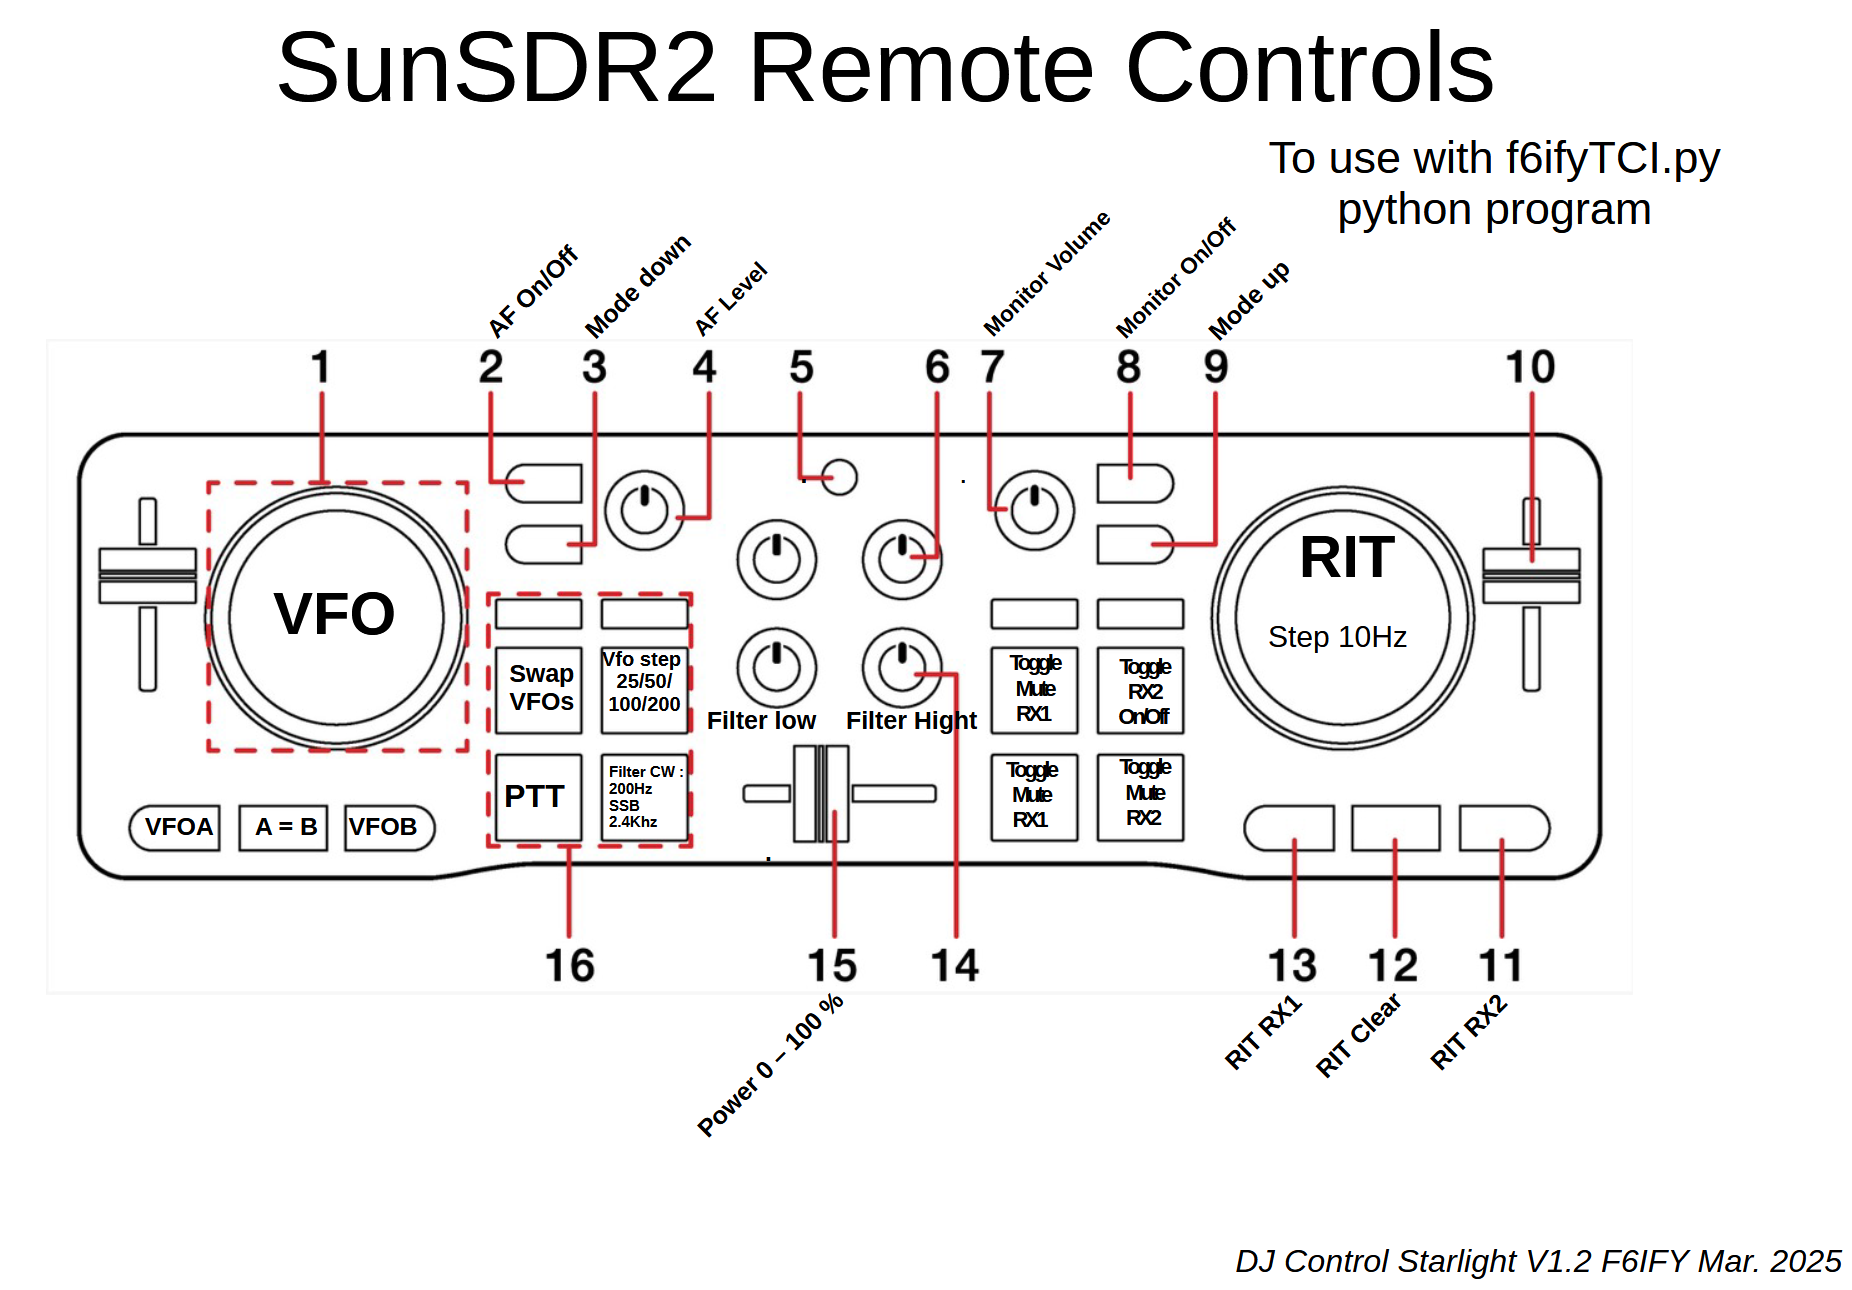 SunSDR2 Remote Controls
To use with f6ifyTCI.py
python program
AF On/Off
Mode down
AF Level
Monitor Volume
Monitor On/Off
Mode up
1
2
3
4
5
6
7
8
9
10
VFO
RIT
Step 10Hz
Swap
VFOs
Vfo step
25/50/
100/200
Toggle
Mute
RX1
Toggle
RX2
On/Off
Filter low
Filter Hight
PTT
Filter CW :
200Hz
SSB
2.4Khz
Toggle
Mute
RX1
Toggle
Mute
RX2
VFOA
A = B
VFOB
16
15
14
13
12
11
Power 0 – 100 %
RIT RX1
RIT Clear
RIT RX2
DJ Control Starlight V1.2 F6IFY Mar. 2025